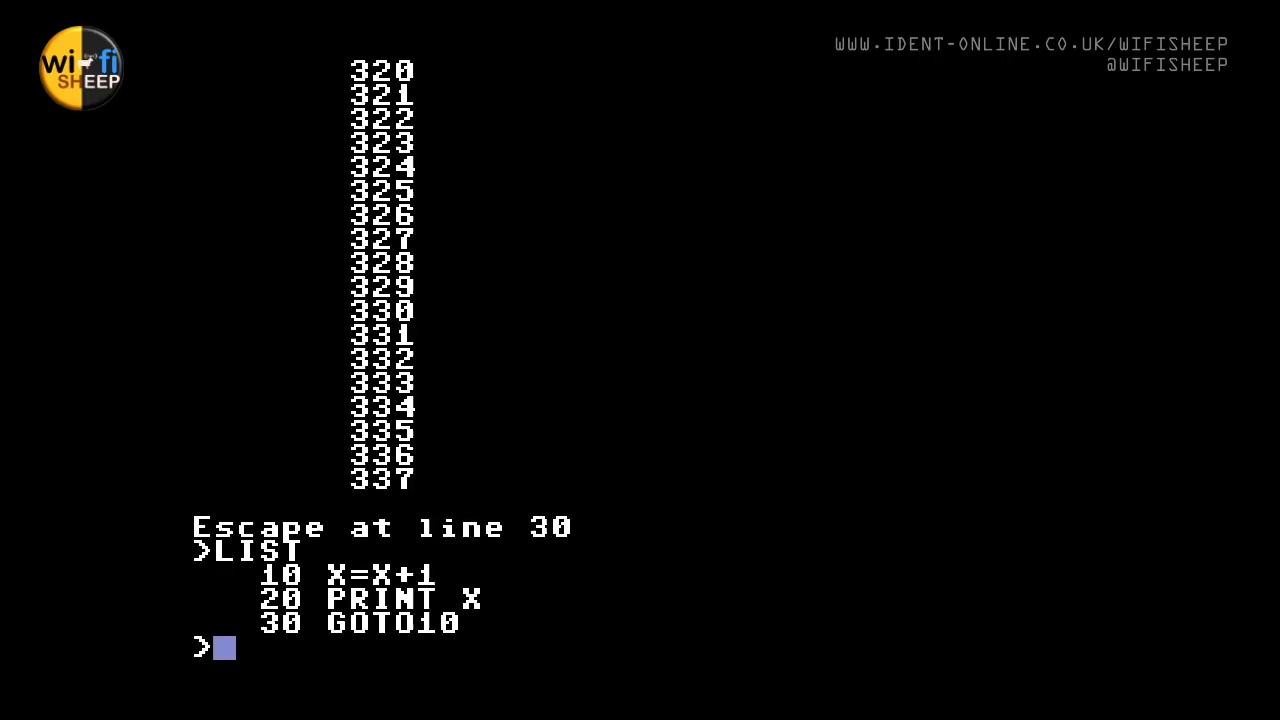 wi-fi
SHEEP
WWW.IDENT-ONLINE.CO.UK/WIFISHEEP
@WIFISHEEP
320
321
322
323
324
325
326
327
328
329
330
331
332
333
334
335
336
337
Escape at line 30
>LIST
10 X=X+1
20 PRINT X
30 GOTO10
>